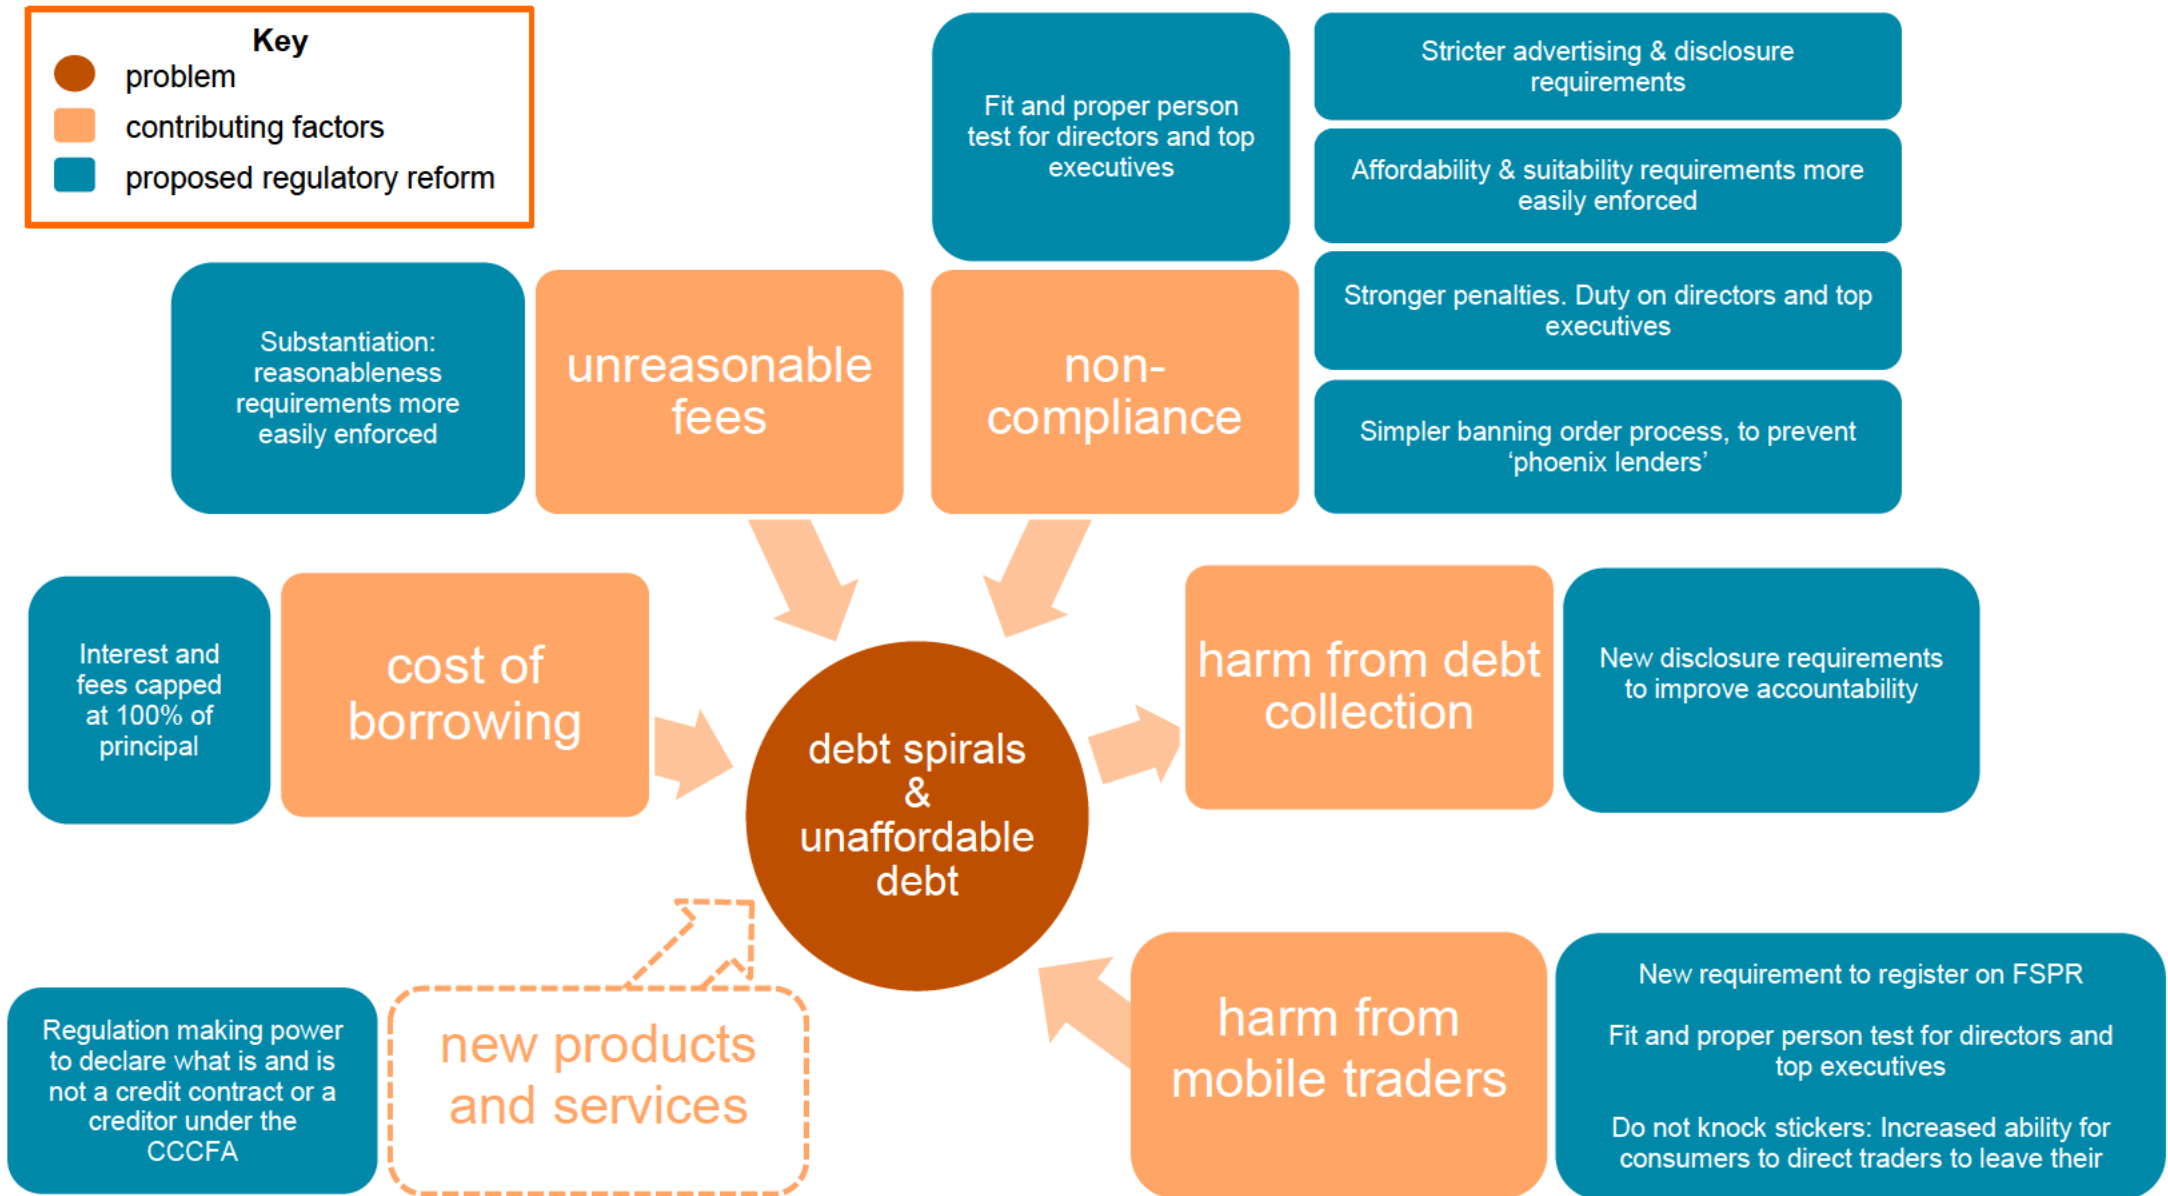 Key
problem
contributing factors
proposed regulatory reform
Fit and proper person
test for directors and top
executives
Stricter advertising & disclosure
requirements
Affordability & suitability requirements more
easily enforced
Stronger penalties. Duty on directors and top
executives
Simpler banning order process, to prevent
‘phoenix lenders’
Substantiation:
reasonableness
requirements more
easily enforced
unreasonable
fees
non-
compliance
Interest and
fees capped
at 100% of
principal
cost of
borrowing
debt spirals
&
unaffordable
debt
harm from debt
collection
New disclosure requirements
to improve accountability
Regulation making power
to declare what is and is
not a credit contract or a
creditor under the
CCCFA
new products
and services
harm from
mobile traders
New requirement to register on FSPR
Fit and proper person test for directors and
top executives
Do not knock stickers: Increased ability for
consumers to direct traders to leave their